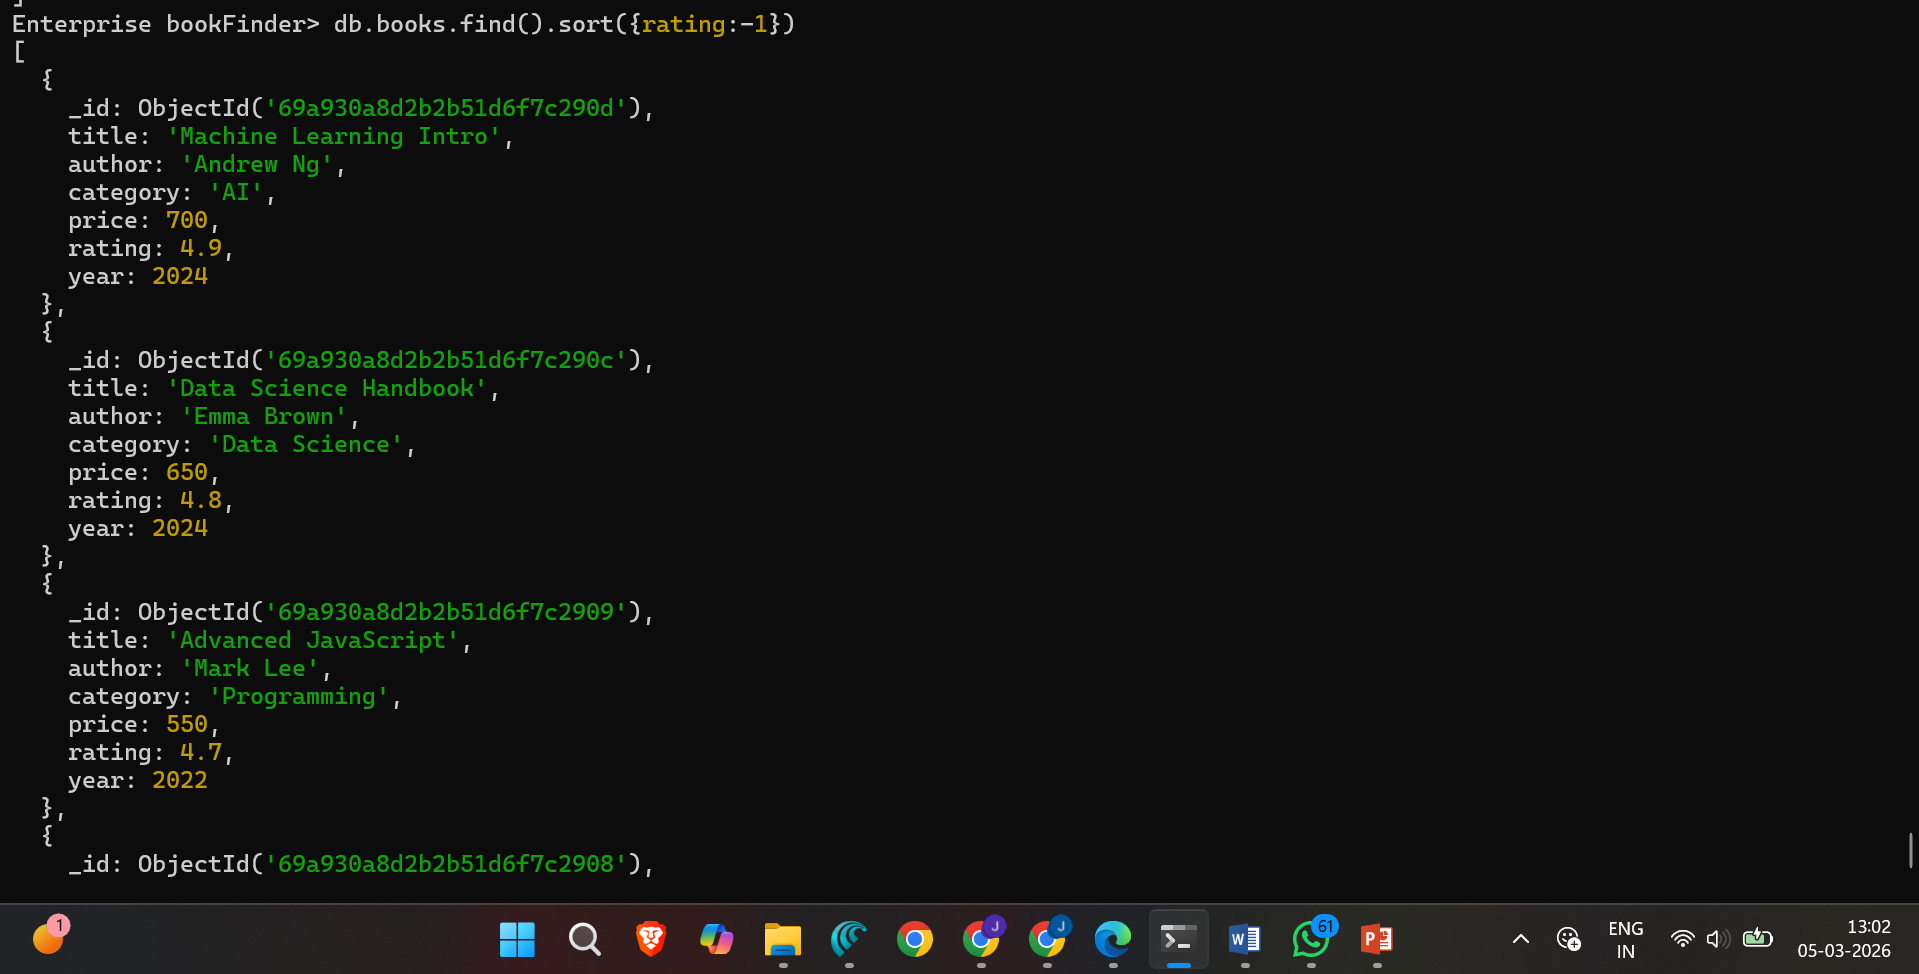 ]
Enterprise bookFinder> db.books.find().sort({rating:-1})
[
  {
    _id: ObjectId('69a930a8d2b2b51d6f7c290d'),
    title: 'Machine Learning Intro',
    author: 'Andrew Ng',
    category: 'AI',
    price: 700,
    rating: 4.9,
    year: 2024
  },
  {
    _id: ObjectId('69a930a8d2b2b51d6f7c290c'),
    title: 'Data Science Handbook',
    author: 'Emma Brown',
    category: 'Data Science',
    price: 650,
    rating: 4.8,
    year: 2024
  },
  {
    _id: ObjectId('69a930a8d2b2b51d6f7c2909'),
    title: 'Advanced JavaScript',
    author: 'Mark Lee',
    category: 'Programming',
    price: 550,
    rating: 4.7,
    year: 2022
  },
  {
    _id: ObjectId('69a930a8d2b2b51d6f7c2908'),
1
J
J
W
61
P
ENG
IN
13:02
05-03-2026